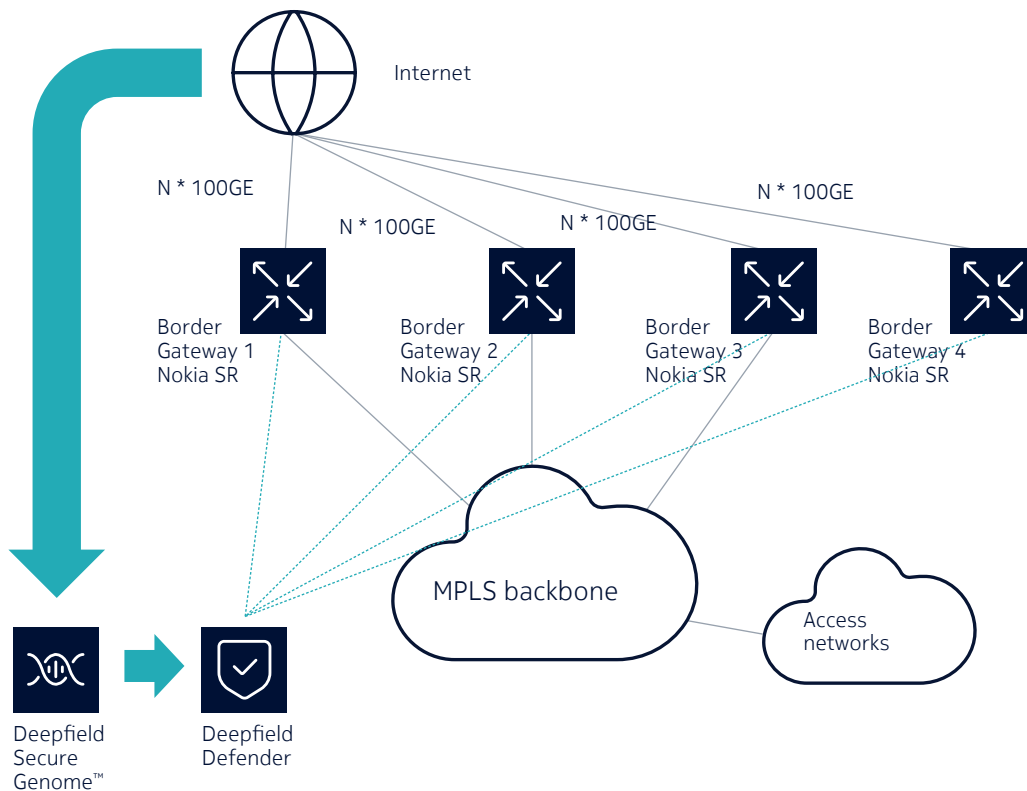 Internet
N * 100GE
N * 100GE
N * 100GE
N * 100GE
Border
Gateway 1
Nokia SR
Border
Gateway 2
Nokia SR
Border
Gateway 3
Nokia SR
Border
Gateway 4
Nokia SR
MPLS backbone
Access
networks
Deepfield
Secure
Genome™
Deepfield
Defender